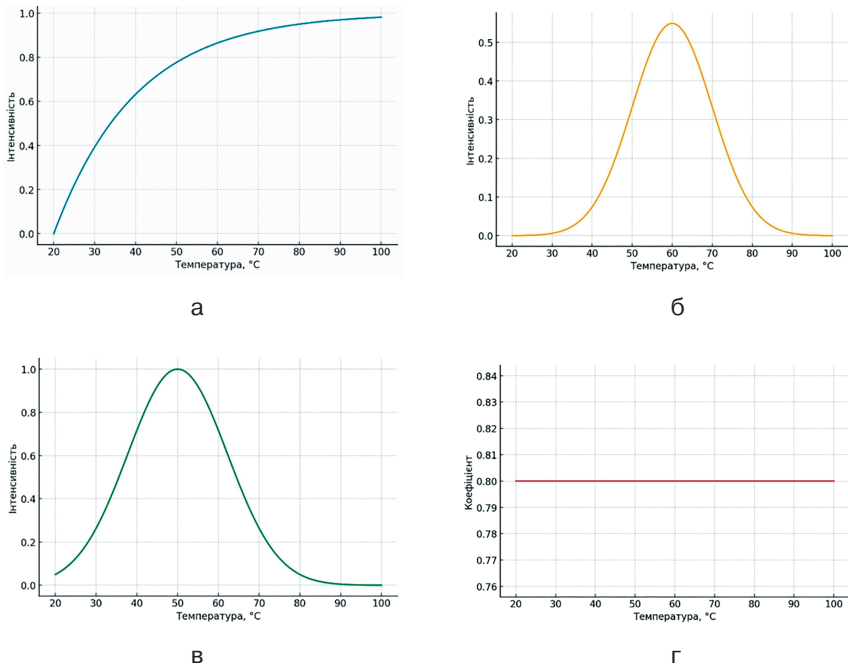 1.0
0.8
0.6
0.4
0.2
0.0
Інтенсивність
20 30 40 50 60 70 80 90 100
Температура, °C
а
0.5
0.4
0.3
0.2
0.1
0.0
Інтенсивність
20 30 40 50 60 70 80 90 100
Температура, °C
б
1.0
0.8
0.6
0.4
0.2
0.0
Інтенсивність
20 30 40 50 60 70 80 90 100
Температура, °C
в
0.84
0.83
0.82
0.81
0.80
0.79
0.78
0.77
0.76
Коефіцієнт
20 30 40 50 60 70 80 90 100
Температура, °C
г